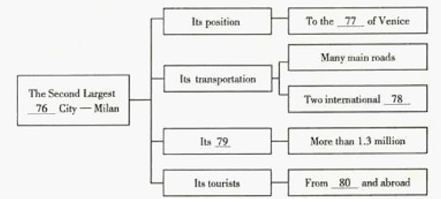 Its position
To the 77 of Venice
Many main roads
Its transportation
The Second Largest
76 City — Milan
Two international 78
Its 79
More than 1.3 million
Its tourists
From 80 and abroad